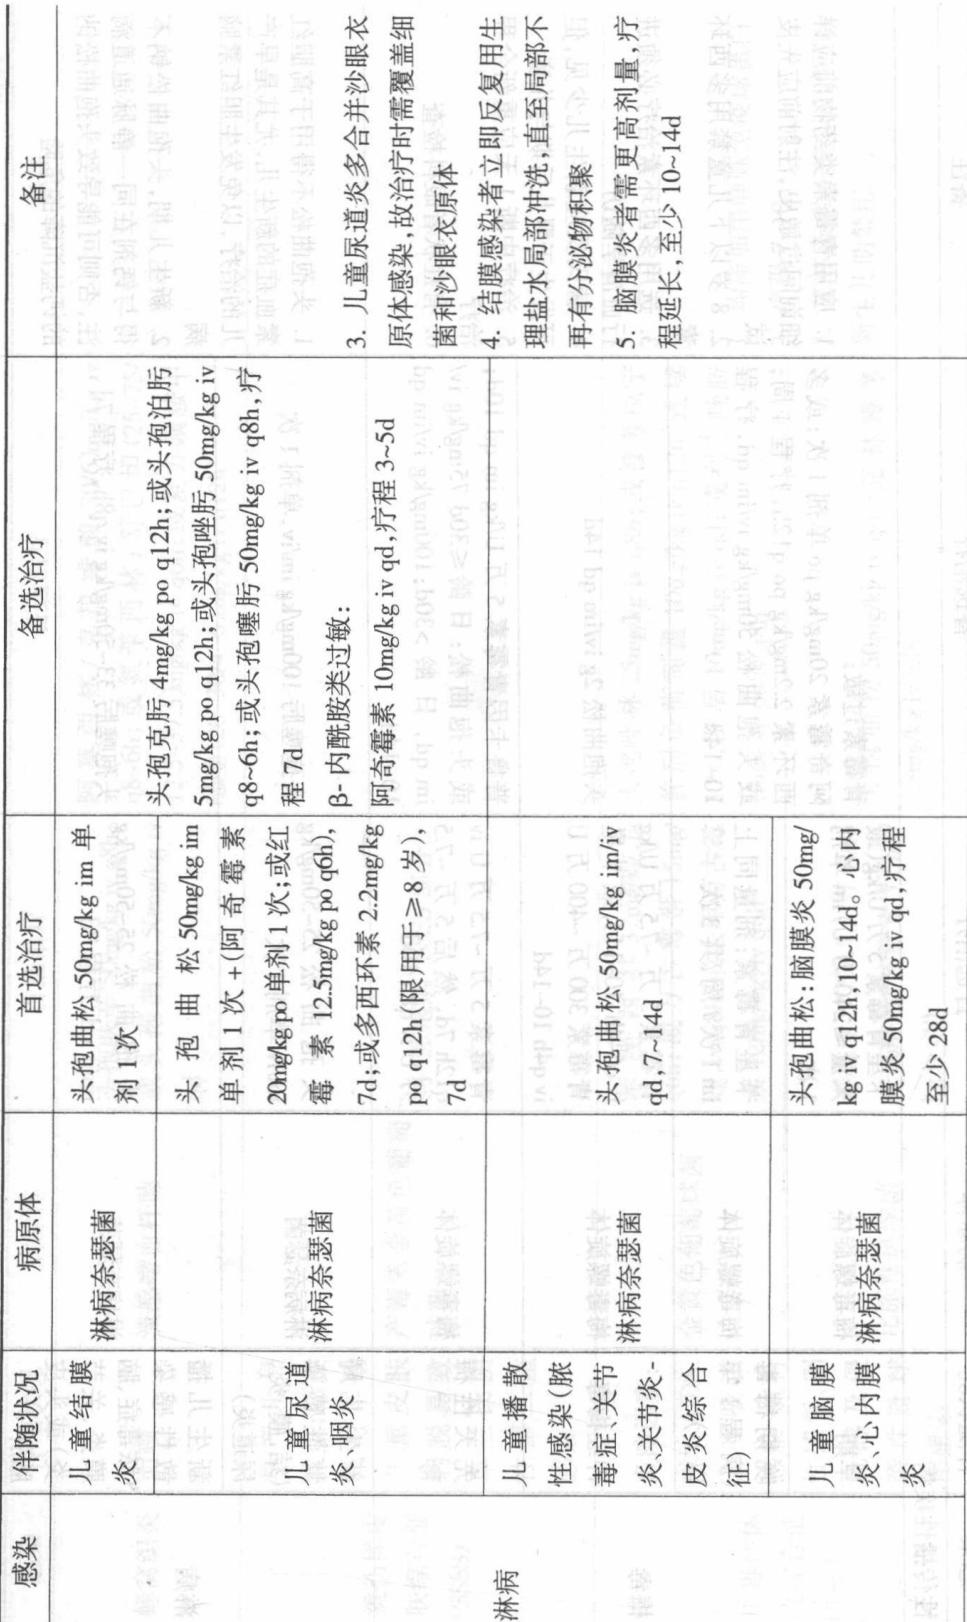 感染
伴随状况
病原体
首选治疗
备选治疗
备注
淋病
儿童结膜
炎
淋病奈瑟菌
头孢曲松 50mg/kg im 单
剂 1 次
儿童尿道
炎、咽炎
淋病奈瑟菌
头孢曲松 50mg/kg im
单剂 1 次 +(阿奇霉素
20mg/kg po 单剂 1 次;或红
霉素 12.5mg/kg po q6h),
7d;或多西环素 2.2mg/kg
po q12h(限用于≥8 岁),
7d
头孢克肟 4mg/kg po q12h;或头孢泊肟
5mg/kg po q12h;或头孢唑肟 50mg/kg iv
q8~6h;或头孢噻肟 50mg/kg iv q8h,疗
程 7d
β- 内酰胺类过敏:
阿奇霉素 10mg/kg iv qd,疗程 3~5d
儿童播散
性感染(脓
毒症、关节
炎、关节炎-
皮炎综合
征)
淋病奈瑟菌
头孢曲松 50mg/kg im/iv
qd,7~14d
儿童脑膜
炎、心内膜
炎
淋病奈瑟菌
头孢曲松:脑膜炎 50mg/
kg iv q12h,10~14d。心内
膜炎 50mg/kg iv qd,疗程
至少 28d
3. 儿童尿道炎多合并沙眼衣
原体感染,故治疗时需覆盖细
菌和沙眼衣原体
4. 结膜感染者立即反复用生
理盐水局部冲洗,直至局部不
再有分泌物积聚
5. 脑膜炎者需更高剂量,疗
程延长,至少 10~14d